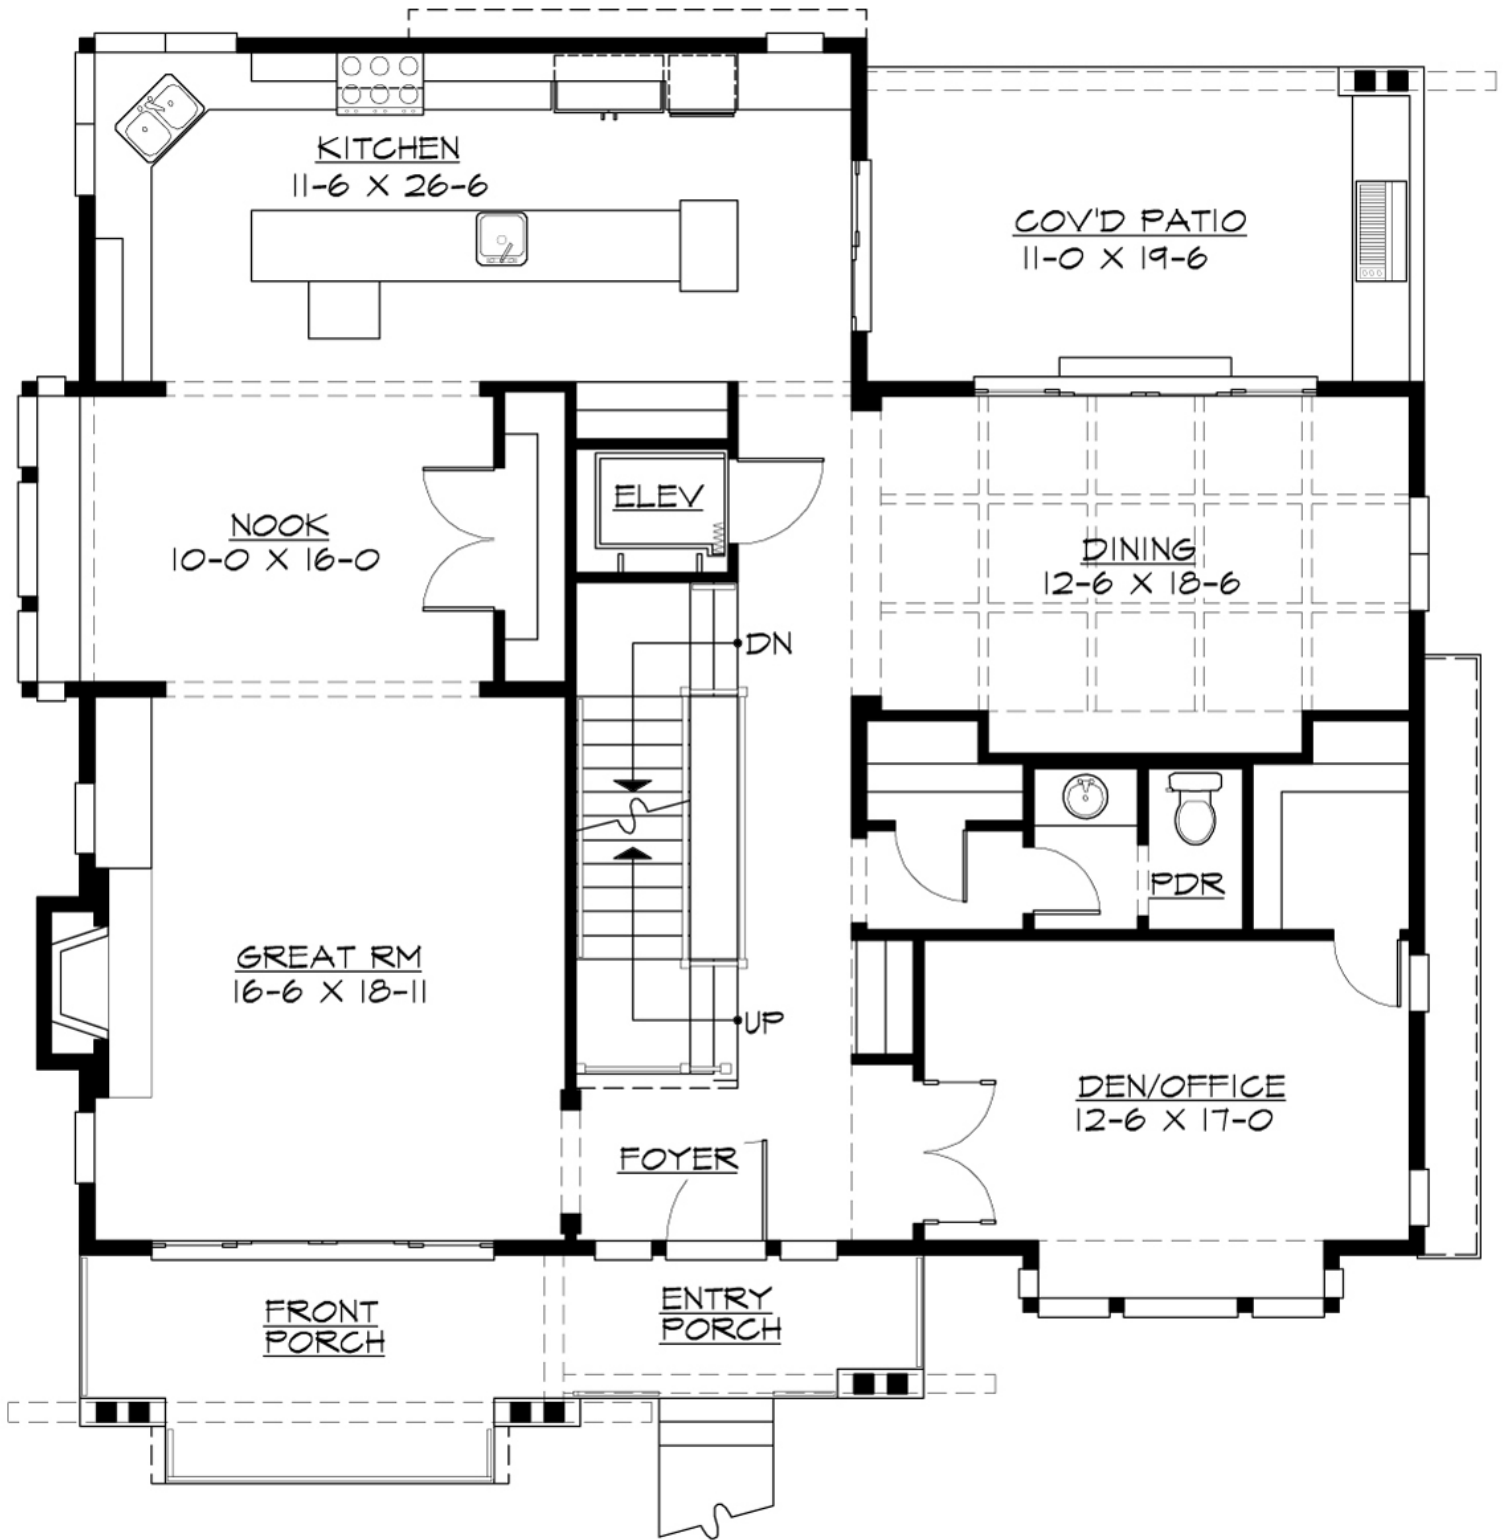 KITCHEN
11-6 X 26-6
COV'D PATIO
11-0 X 19-6
ELEV
NOOK
10-0 X 16-0
DINING
12-6 X 18-6
DN
PDR
GREAT RM
16-6 X 18-11
UP
DEN/OFFICE
12-6 X 17-0
FOYER
FRONT
PORCH
ENTRY
PORCH